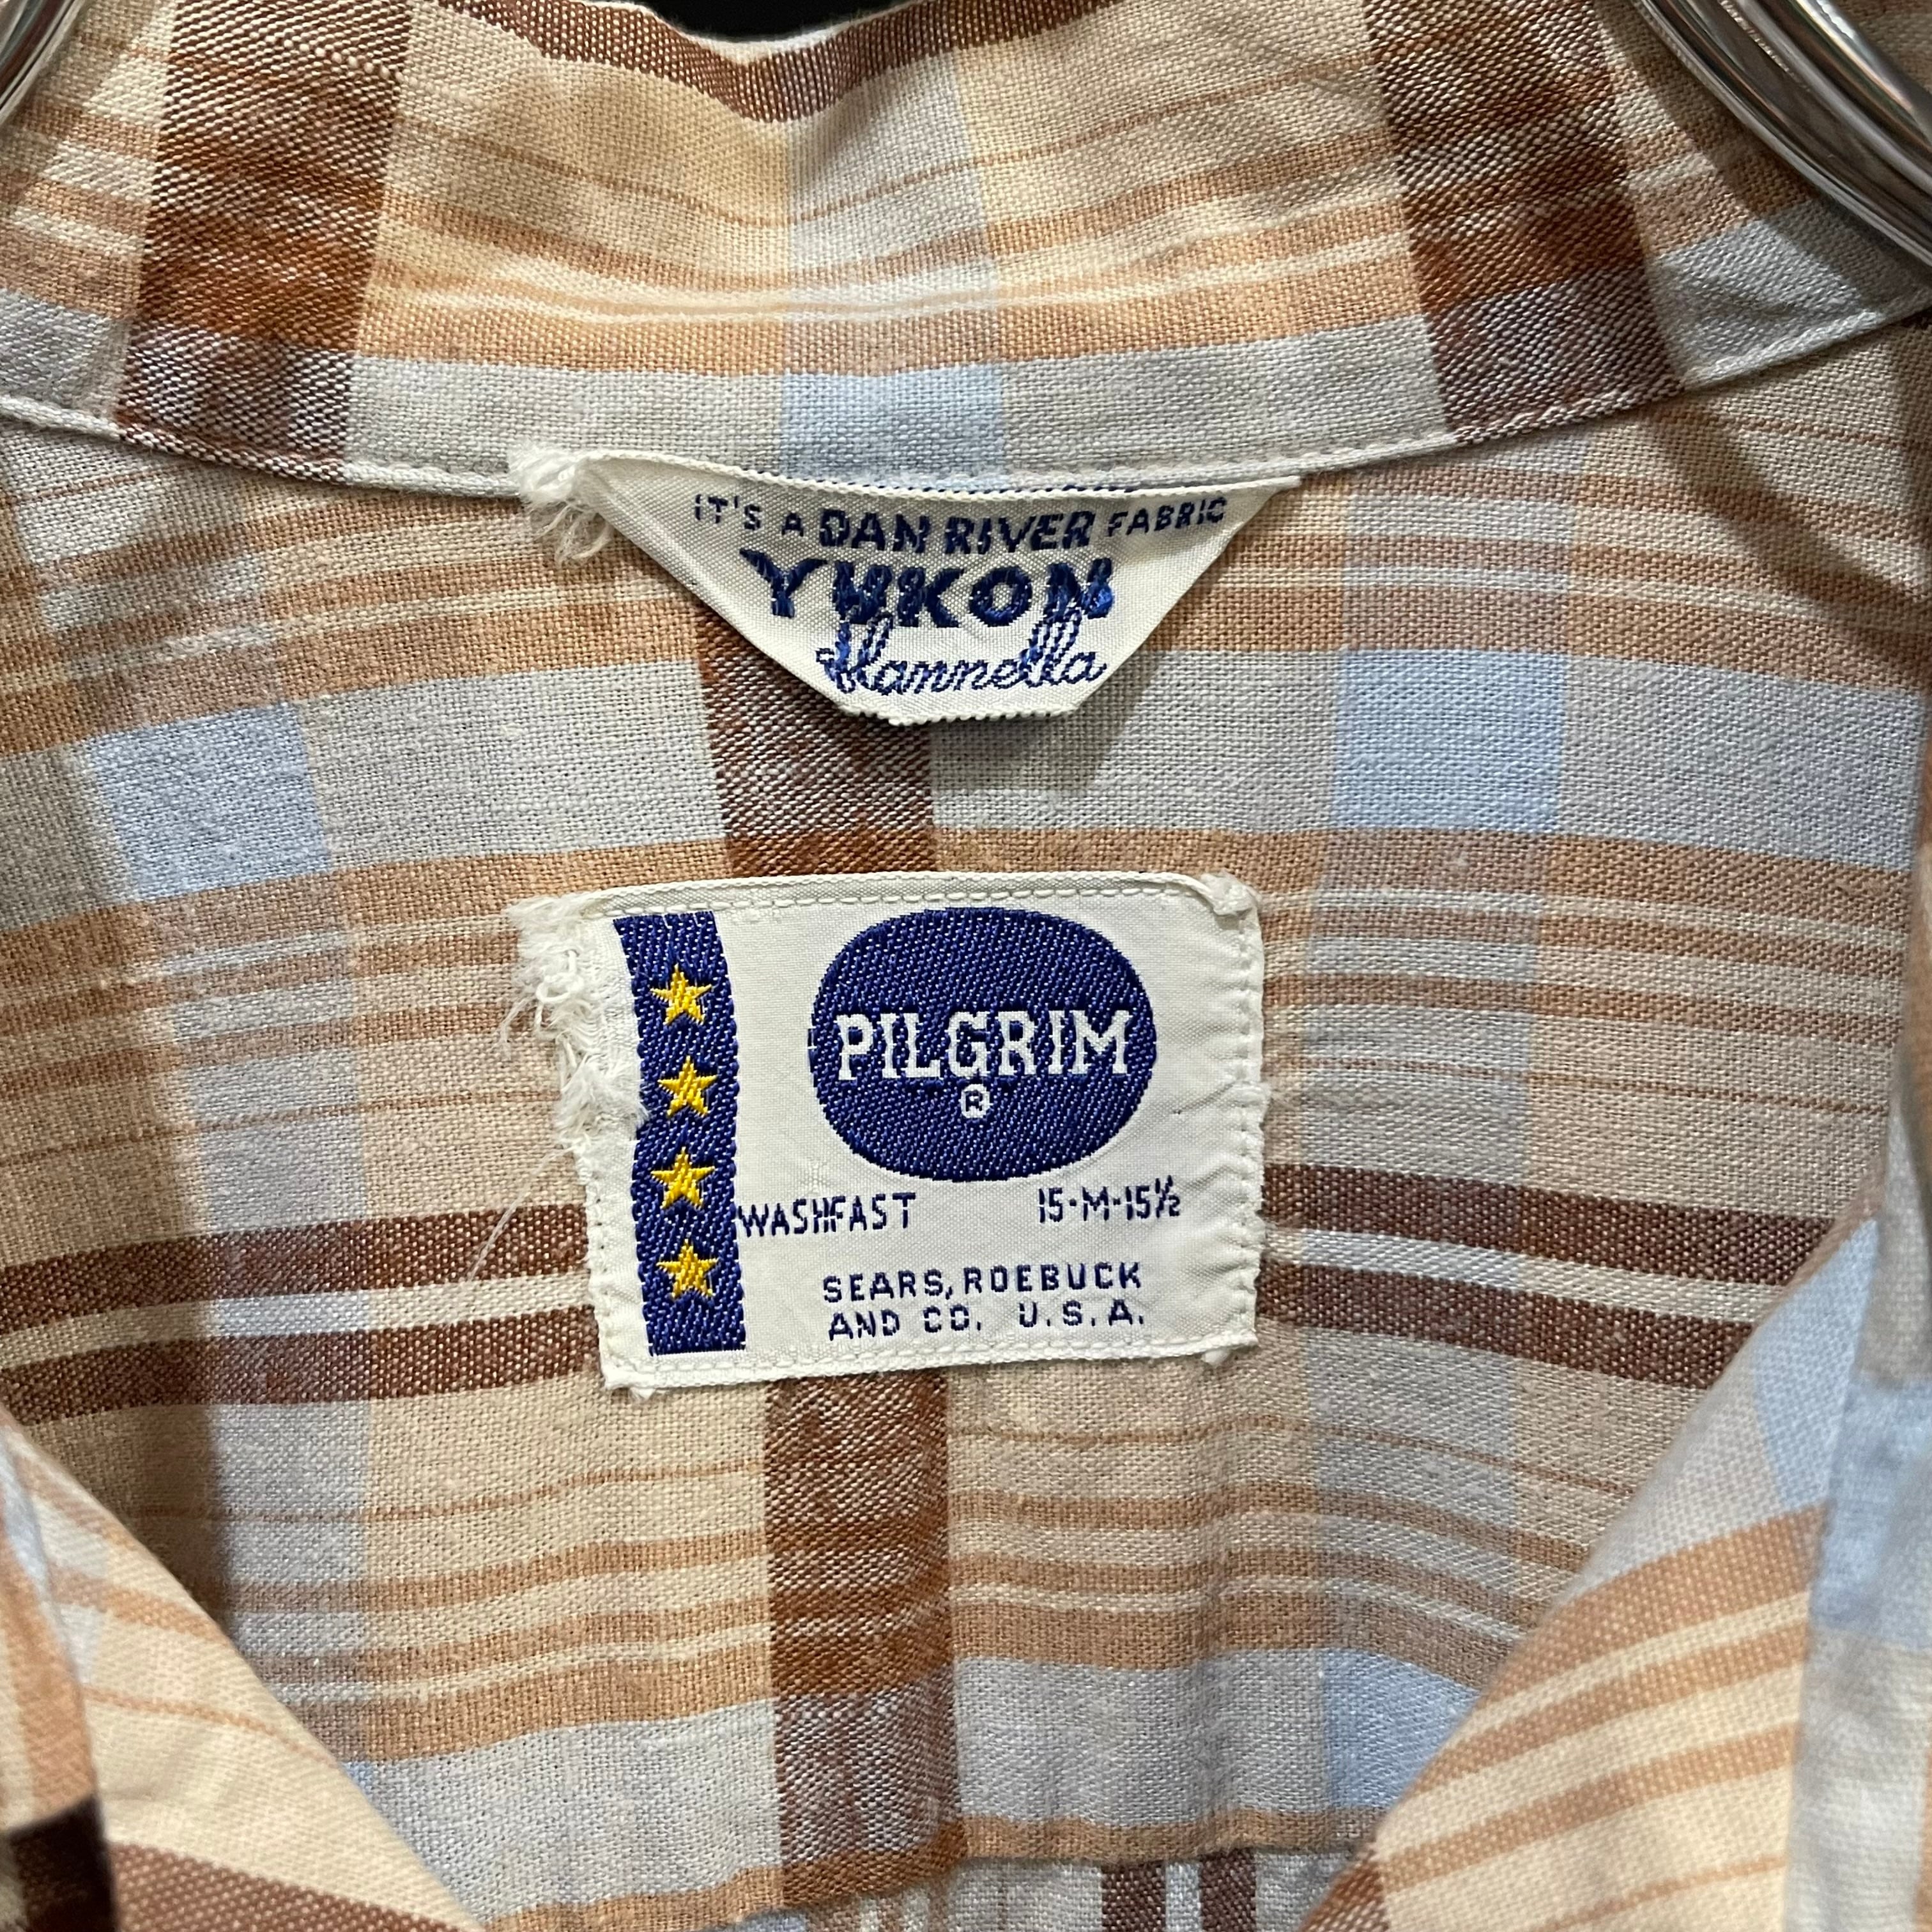 IT'S A DAN RIVER FABRIC
YUKON
flannella
PILGRIM
®
WASHFAST 15-M-15½
SEARS, ROEBUCK
AND CO. U.S.A.